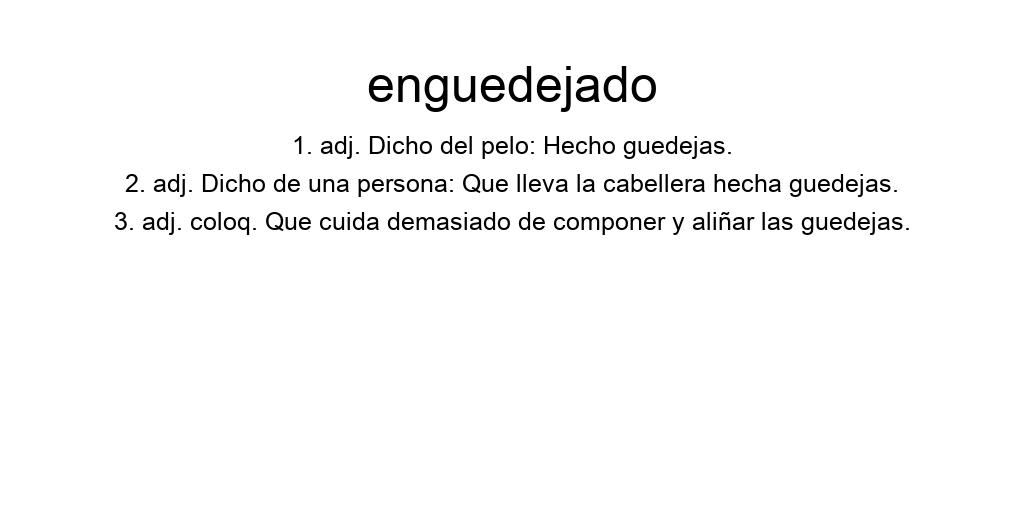 enguedejado
1. adj. Dicho del pelo: Hecho guedejas.
2. adj. Dicho de una persona: Que lleva la cabellera hecha guedejas.
3. adj. coloq. Que cuida demasiado de componer y aliñar las guedejas.